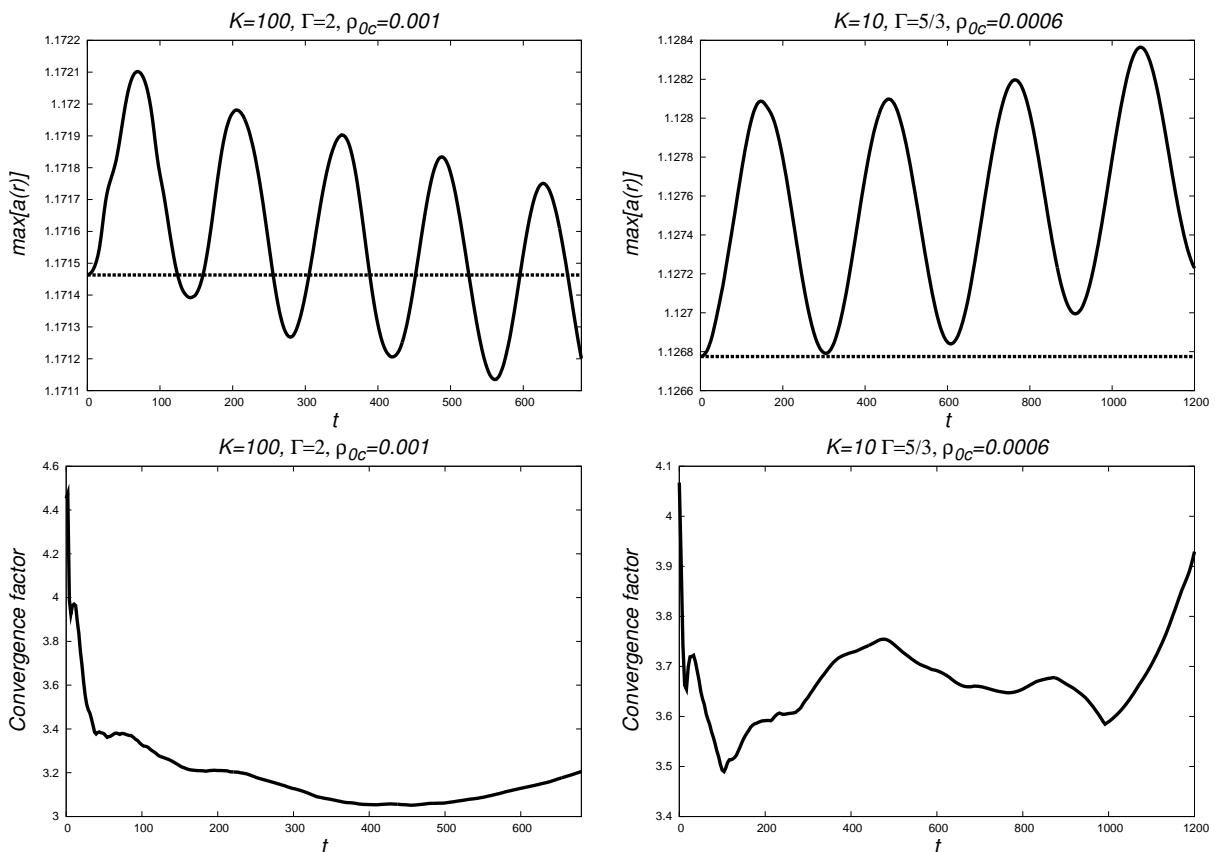 K=100, Γ=2, ρ0c=0.001
max[a(r)]
1.1722
1.1721
1.172
1.1719
1.1718
1.1717
1.1716
1.1715
1.1714
1.1713
1.1712
1.1711
0 100 200 300 400 500 600
t
K=10, Γ=5/3, ρ0c=0.0006
max[a(r)]
1.1284
1.1282
1.128
1.1278
1.1276
1.1274
1.1272
1.127
1.1268
1.1266
0 200 400 600 800 1000 1200
t
K=100, Γ=2, ρ0c=0.001
Convergence factor
4.6
4.4
4.2
4
3.8
3.6
3.4
3.2
3
0 100 200 300 400 500 600
t
K=10 Γ=5/3, ρ0c=0.0006
Convergence factor
4.1
4
3.9
3.8
3.7
3.6
3.5
3.4
0 200 400 600 800 1000 1200
t